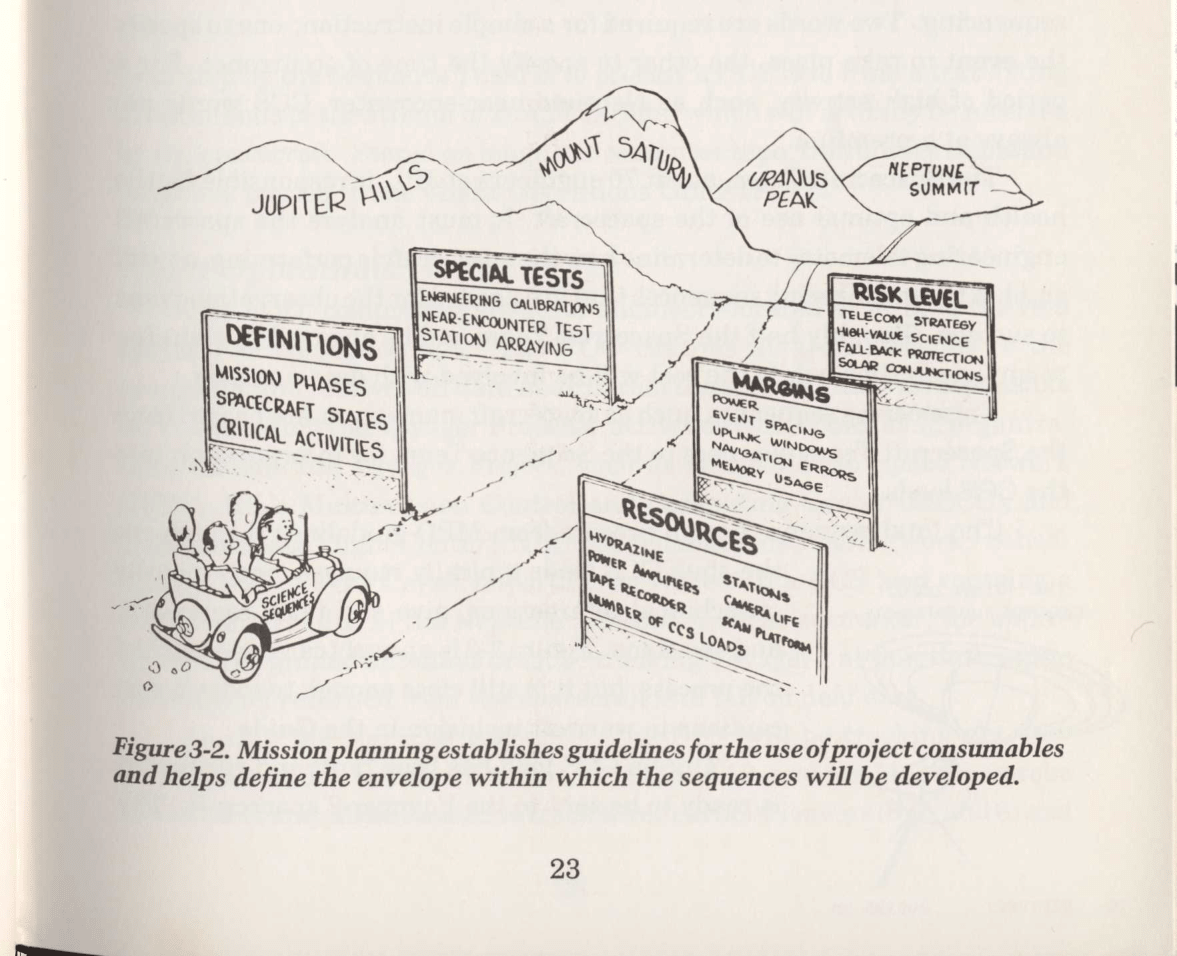 JUPITER HILLS
MOUNT SATURN
URANUS
PEAK
NEPTUNE
SUMMIT
SPECIAL TESTS
ENGINEERING CALIBRATIONS
NEAR-ENCOUNTER TEST
STATION ARRAYING
RISK LEVEL
TELECOM STRATEGY
HIGH-VALUE SCIENCE
FALL-BACK PROTECTION
SOLAR CONJUNCTIONS
DEFINITIONS
MISSION PHASES
SPACECRAFT STATES
CRITICAL ACTIVITIES
MARGINS
POWER
EVENT SPACING
UPLINK WINDOWS
NAVIGATION ERRORS
MEMORY USAGE
RESOURCES
HYDRAZINE
POWER AMPLIFIERS
TAPE RECORDER
NUMBER OF CCS LOADS
STATIONS
CAMERA LIFE
SCAN PLATFORM
SCIENCE
SEQUENCES
Figure 3-2. Mission planning establishes guidelines for the use of project consumables
and helps define the envelope within which the sequences will be developed.
23